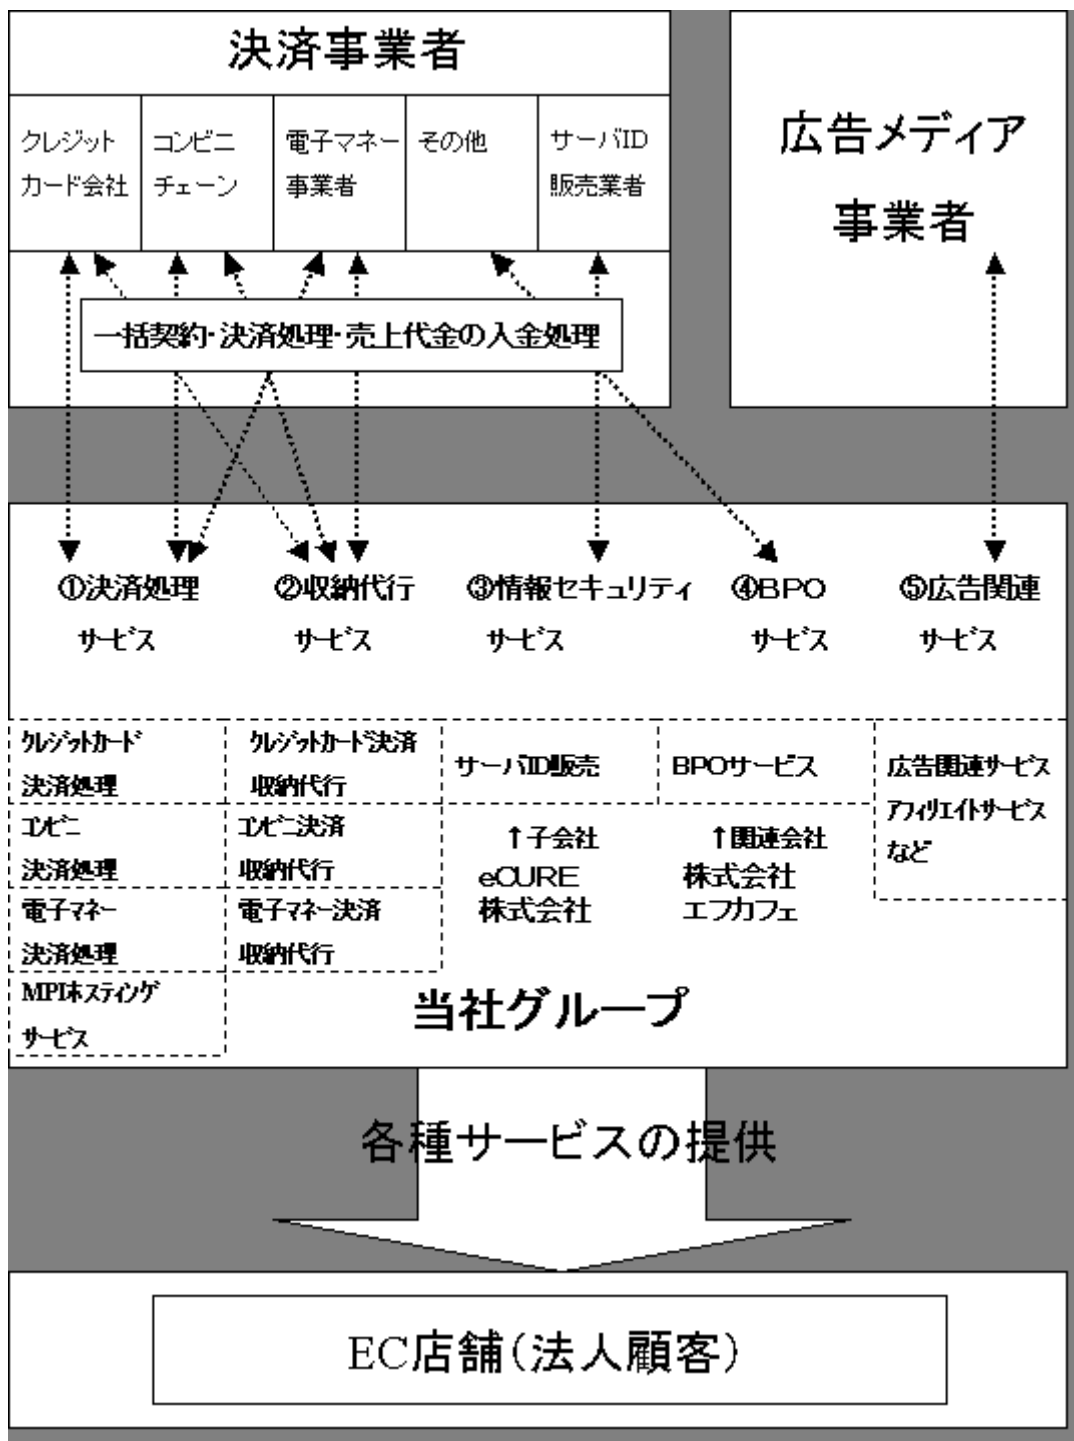 決済事業者
クレジット
カード会社
コンビニ
チェーン
電子マネー
事業者
その他
サーバID
販売業者
広告メディア
事業者
一括契約・決済処理・売上代金の入金処理
①決済処理
サービス
②収納代行
サービス
③情報セキュリティ
サービス
④BPO
サービス
⑤広告関連
サービス
クレジットカード
決済処理
コンビニ
決済処理
電子マネー
決済処理
MPIホスティング
サービス
クレジットカード決済
収納代行
コンビニ決済
収納代行
電子マネー決済
収納代行
サーバID販売
↑子会社
eCURE
株式会社
BPOサービス
↑関連会社
株式会社
エフカフェ
広告関連サービス
アフィリエイトサービス
など
当社グループ
各種サービスの提供
EC店舗(法人顧客)